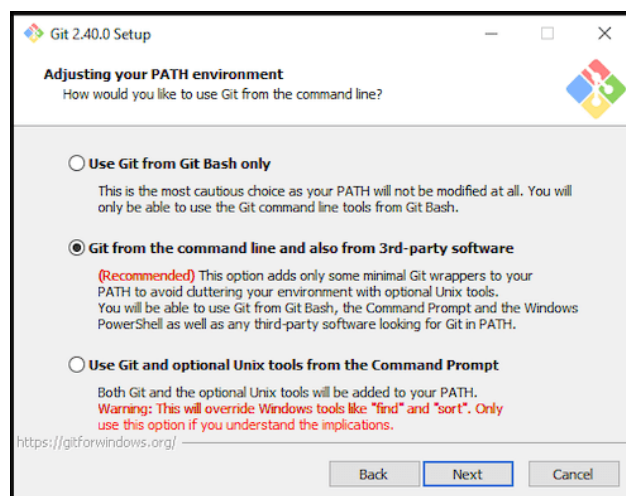 Git 2.40.0 Setup
Adjusting your PATH environment
How would you like to use Git from the command line?
Use Git from Git Bash only
This is the most cautious choice as your PATH will not be modified at all. You will
only be able to use the Git command line tools from Git Bash.
Git from the command line and also from 3rd-party software
(Recommended) This option adds only some minimal Git wrappers to your
PATH to avoid cluttering your environment with optional Unix tools.
You will be able to use Git from Git Bash, the Command Prompt and the Windows
PowerShell as well as any third-party software looking for Git in PATH.
Use Git and optional Unix tools from the Command Prompt
Both Git and the optional Unix tools will be added to your PATH.
Warning: This will override Windows tools like "find" and "sort". Only
use this option if you understand the implications.
https://gitforwindows.org/
Back Next Cancel